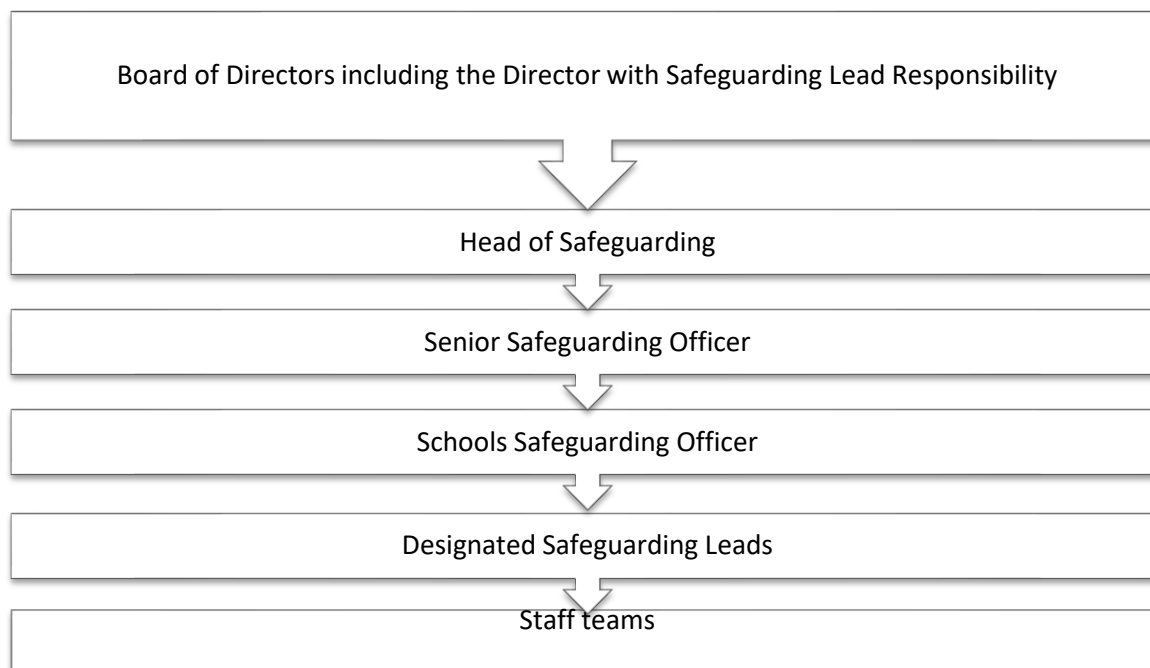 Board of Directors including the Director with Safeguarding Lead Responsibility
Head of Safeguarding
Senior Safeguarding Officer
Schools Safeguarding Officer
Designated Safeguarding Leads
Staff teams